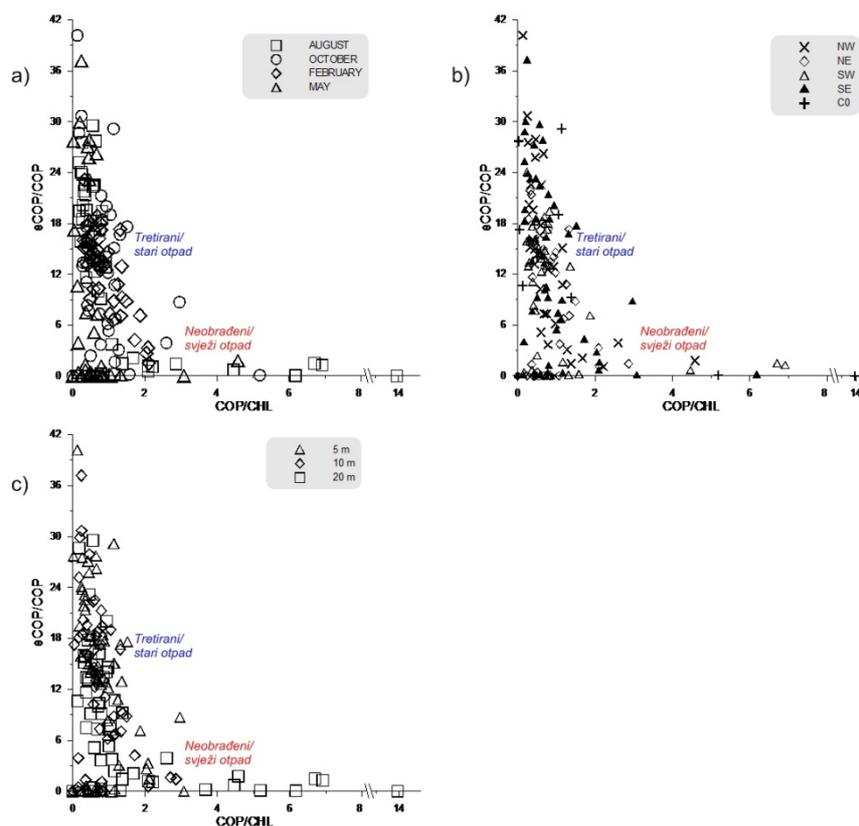 a)
42
36
30
24
18
12
6
0
eCOP/COP
AUGUST
OCTOBER
FEBRUARY
MAY
Tretirani/
stari otpad
Neobrađeni/
svježi otpad
0 2 4 6 8 14
COP/CHL
b)
42
36
30
24
18
12
6
0
eCOP/COP
NW
NE
SW
SE
C0
Tretirani/
stari otpad
Neobrađeni/
svježi otpad
0 2 4 6 8 14
COP/CHL
c)
42
36
30
24
18
12
6
0
eCOP/COP
5 m
10 m
20 m
Tretirani/
stari otpad
Neobrađeni/
svježi otpad
0 2 4 6 8 14
COP/CHL